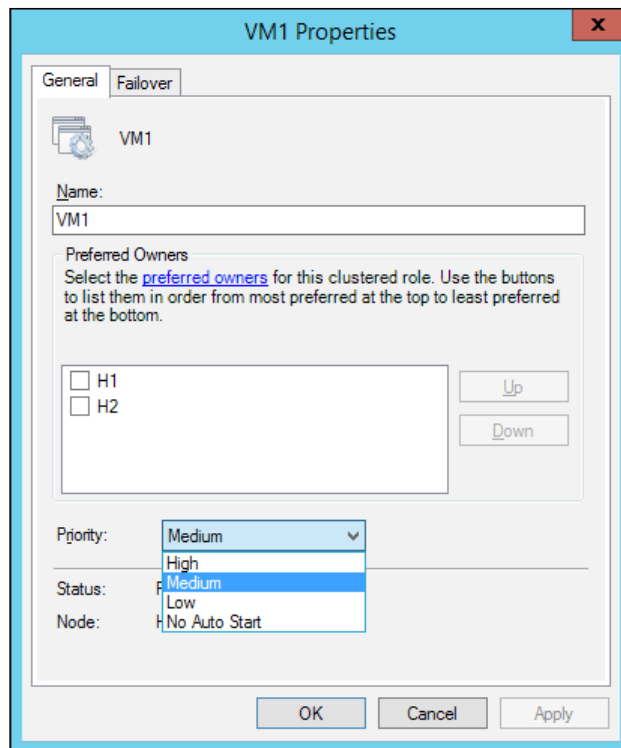 VM1 Properties
x
General Failover
VM1
Name:
VM1
Preferred Owners
Select the preferred owners for this clustered role. Use the buttons
to list them in order from most preferred at the top to least preferred
at the bottom.
H1
H2
Up
Down
Priority: Medium
High
Medium
Low
No Auto Start
Status:
Node:
OK Cancel Apply